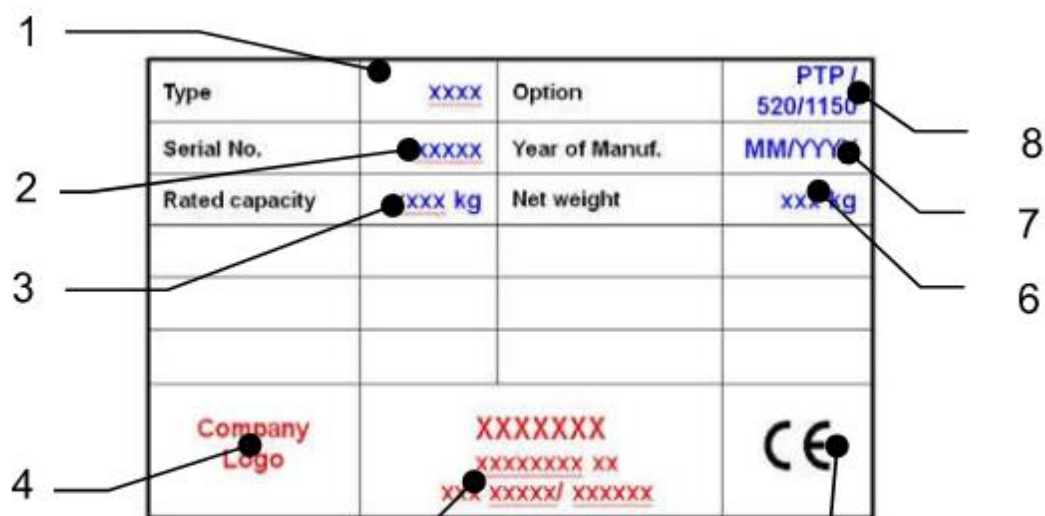 1
Type xxxx Option PTP /
520/1150
8
Serial No. xxxxx Year of Manuf. MM/YYYY
2
7
Rated capacity xxxx kg Net weight xxx kg
3
6
Company
Logo
XXXXXXX
xxxxxxxx xx
xxx xxxxx/ xxxxxx
CE
4